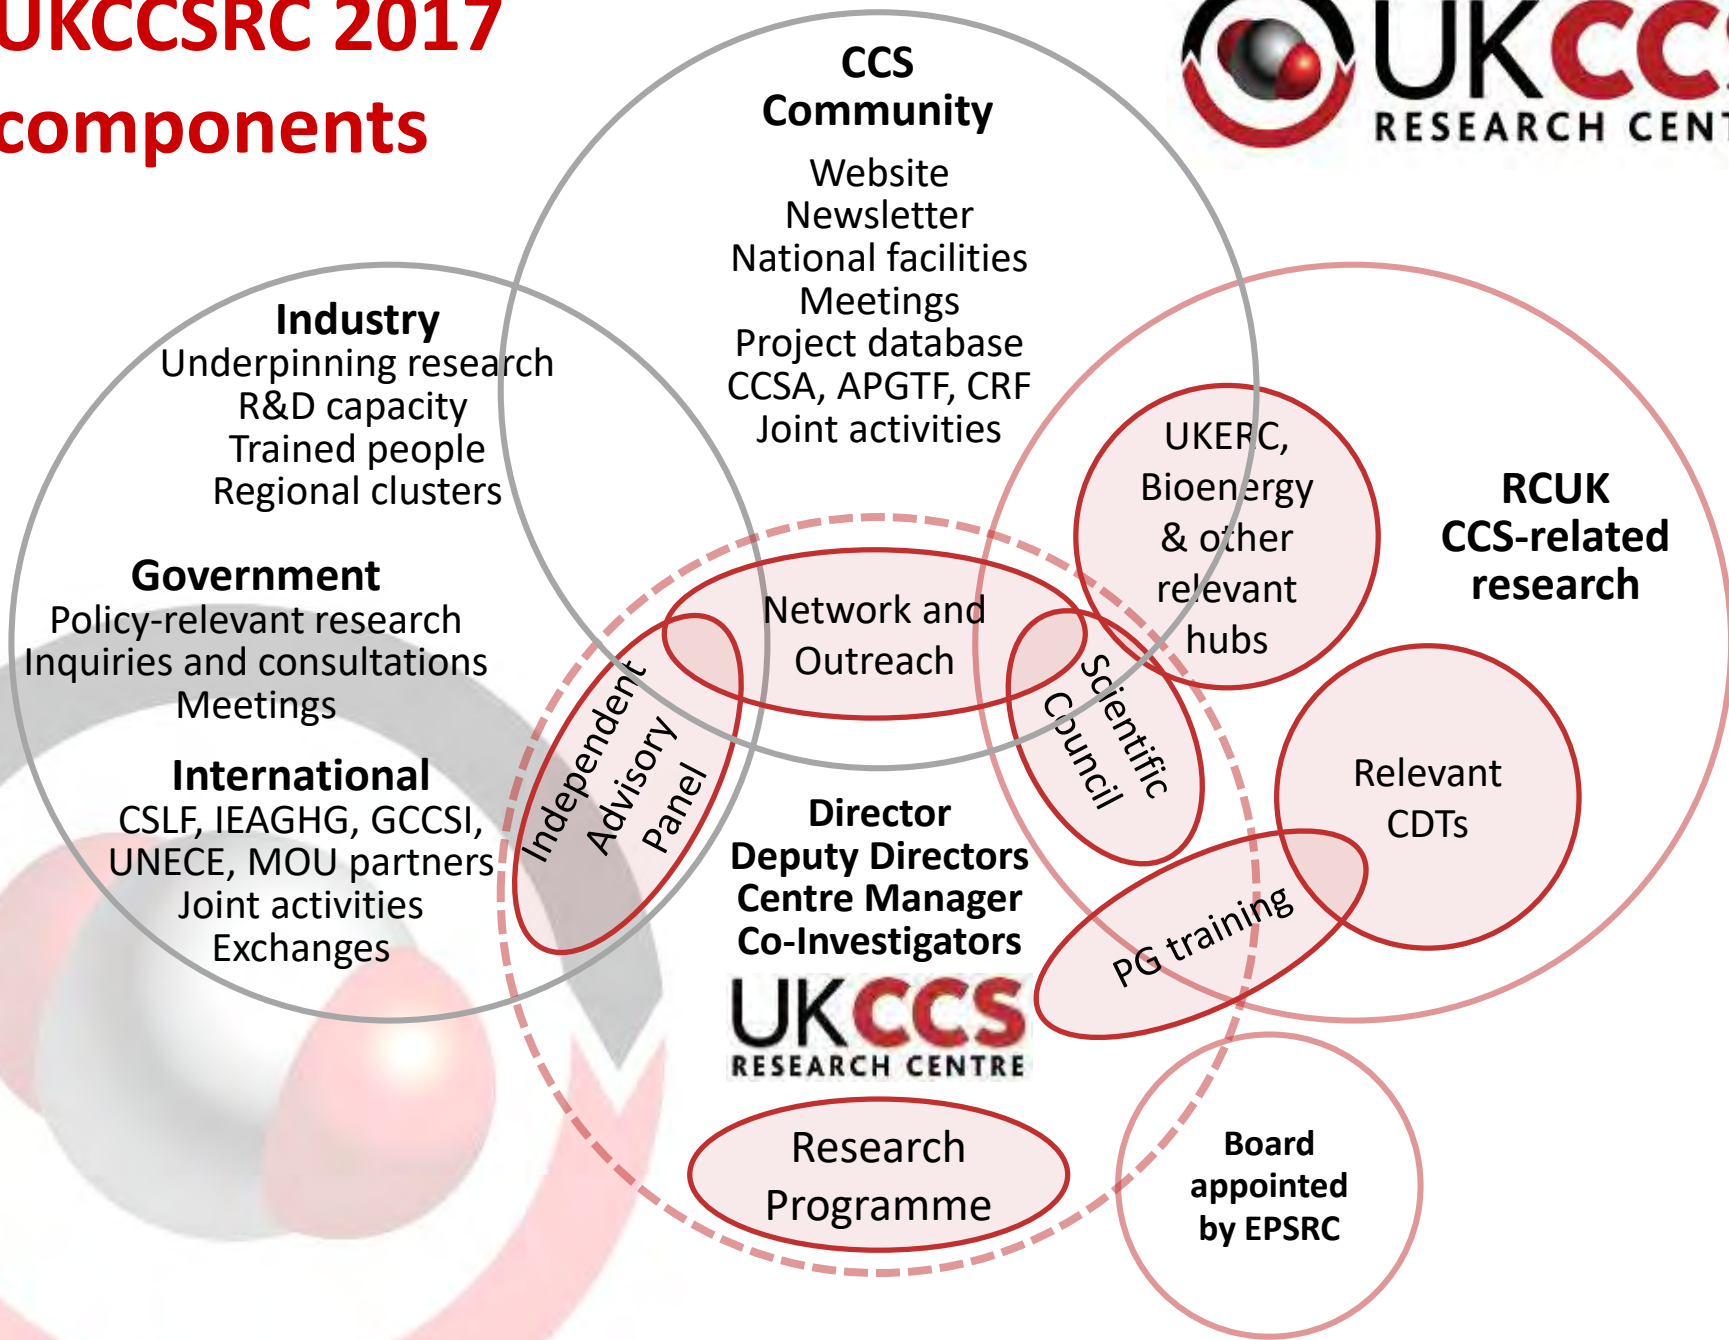 UKCCSRC 2017
components
UKCCS
RESEARCH CENT
CCS
Community
Website
Newsletter
National facilities
Meetings
Project database
CCSA, APGTF, CRF
Joint activities
Industry
Underpinning research
R&D capacity
Trained people
Regional clusters
Government
Policy-relevant research
Inquiries and consultations
Meetings
International
CSLF, IEAGHG, GCCSI,
UNECE, MOU partners
Joint activities
Exchanges
Independent
Advisory
Panel
Network and
Outreach
Scientific
Council
UKERC,
Bioenergy
& other
relevant
hubs
RCUK
CCS-related
research
Relevant
CDTs
PG training
Director
Deputy Directors
Centre Manager
Co-Investigators
UKCCS
RESEARCH CENTRE
Research
Programme
Board
appointed
by EPSRC